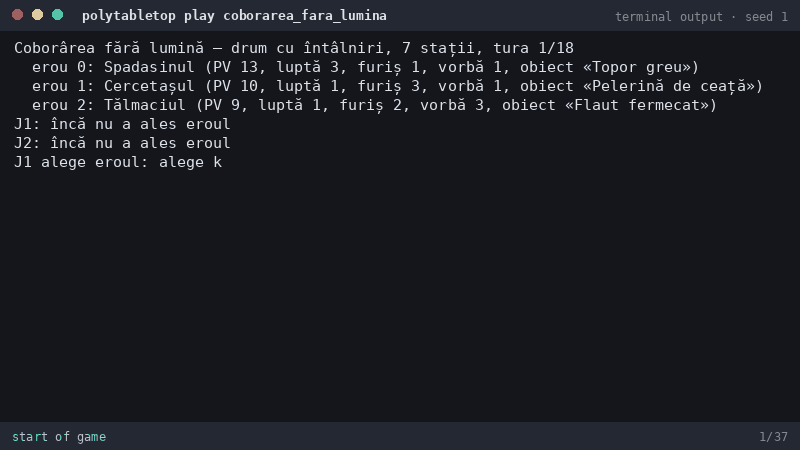 polytabletop play coborarea_fara_lumina
terminal output · seed 1
Coborârea fără lumină — drum cu întâlniri, 7 stații, tura 1/18
erou 0: Spadasinul (PV 13, luptă 3, furiș 1, vorbă 1, obiect «Topor greu»)
erou 1: Cercetașul (PV 10, luptă 1, furiș 3, vorbă 1, obiect «Pelerină de ceață»)
erou 2: Tălmaciul (PV 9, luptă 1, furiș 2, vorbă 3, obiect «Flaut fermecat»)
J1: încă nu a ales eroul
J2: încă nu a ales eroul
J1 alege eroul: alege k
start of game
1/37